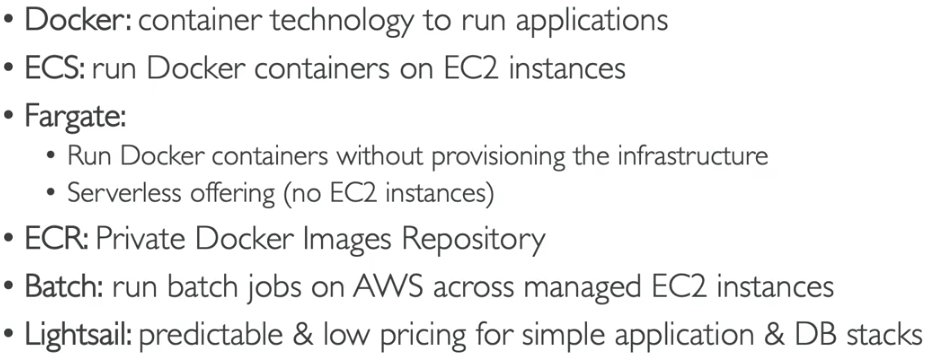 • Docker: container technology to run applications
• ECS: run Docker containers on EC2 instances
• Fargate:
• Run Docker containers without provisioning the infrastructure
• Serverless offering (no EC2 instances)
• ECR: Private Docker Images Repository
• Batch: run batch jobs on AWS across managed EC2 instances
• Lightsail: predictable & low pricing for simple application & DB stacks